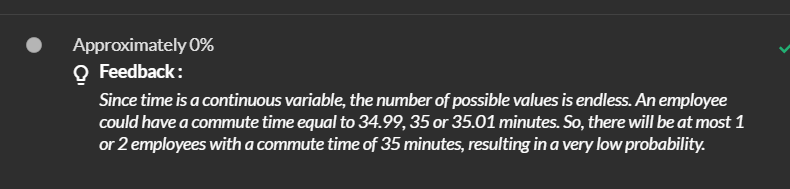 Approximately 0%
Feedback :
Since time is a continuous variable, the number of possible values is endless. An employee
could have a commute time equal to 34.99, 35 or 35.01 minutes. So, there will be at most 1
or 2 employees with a commute time of 35 minutes, resulting in a very low probability.